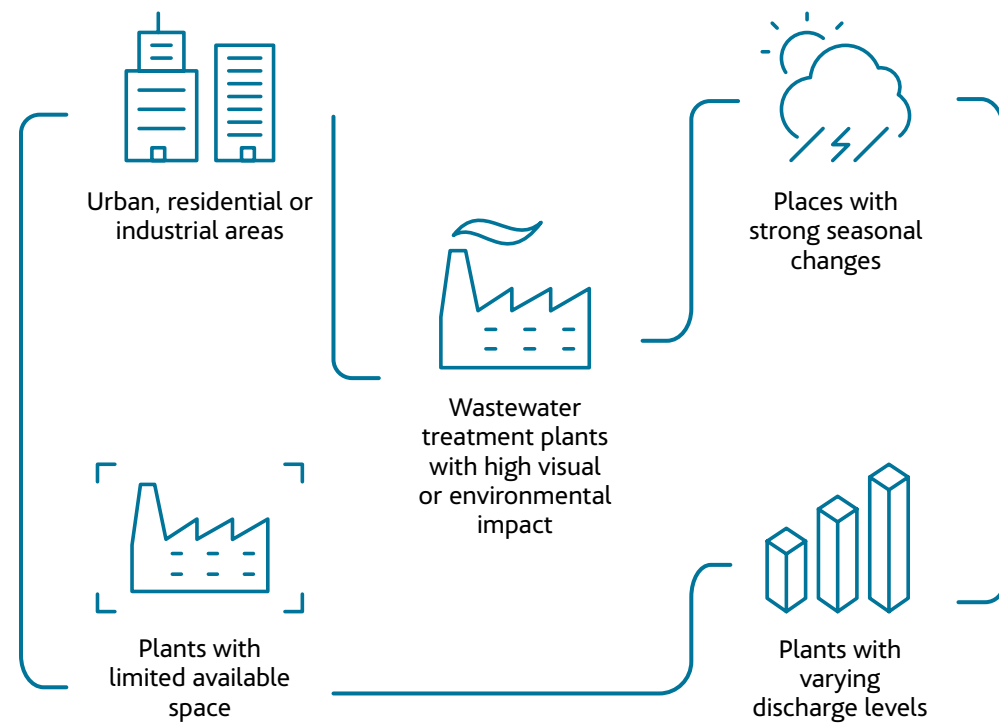 Urban, residential or
industrial areas
Places with
strong seasonal
changes
Wastewater
treatment plants
with high visual
or environmental
impact
Plants with
limited available
space
Plants with
varying
discharge levels